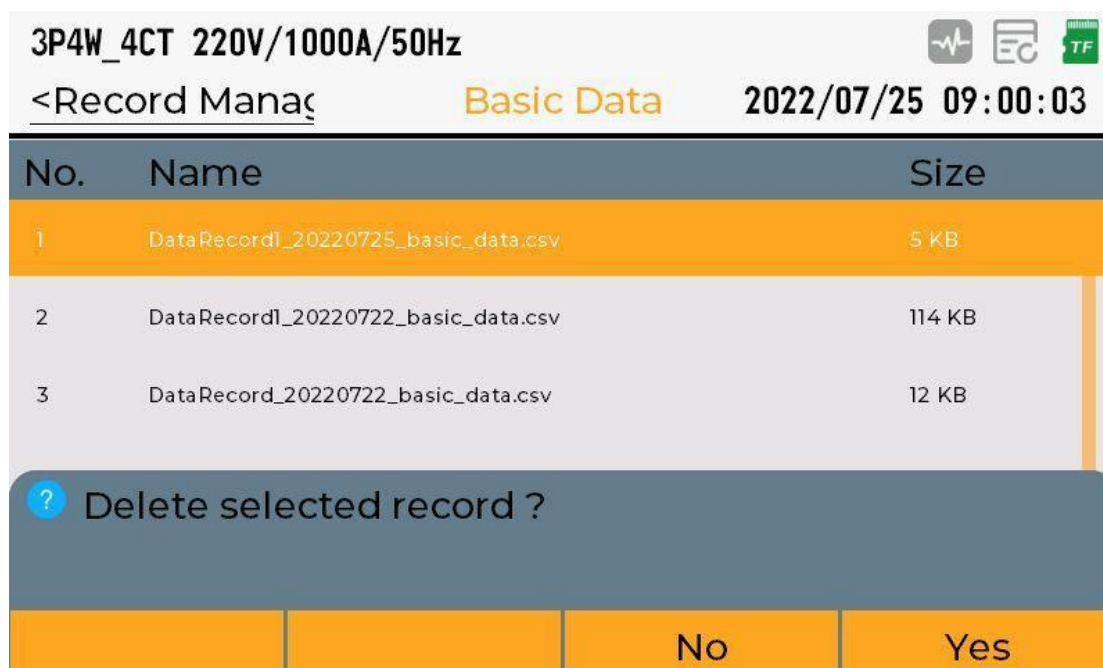 3P4W_4CT 220V/1000A/50Hz TF
<Record Manag Basic Data 2022/07/25 09:00:03
No. Name Size
1 DataRecord1_20220725_basic_data.csv 5 KB
2 DataRecord1_20220722_basic_data.csv 114 KB
3 DataRecord_20220722_basic_data.csv 12 KB
? Delete selected record ?
No Yes